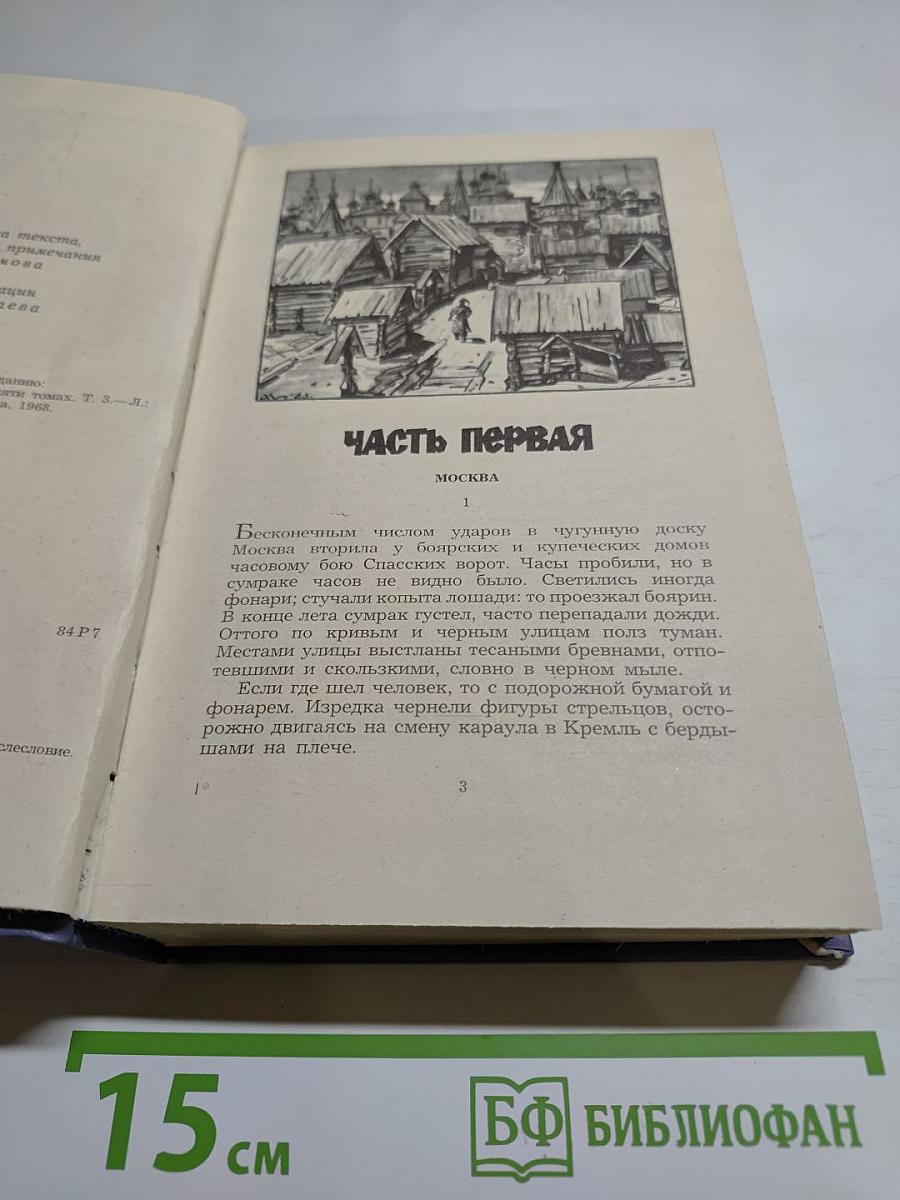 а текста,
примечания
мова
ации
аева
данию:
яти томах. Т. 3.—Л.:
а, 1968.
84Р7
слесловие.
ЧАСТЬ ПЕРВАЯ
МОСКВА
1
Бесконечным числом ударов в чугунную доску
Москва вторила у боярских и купеческих домов
часовому бою Спасских ворот. Часы пробили, но в
сумраке часов не видно было. Светились иногда
фонари; стучали копыта лошади: то проезжал боярин.
В конце лета сумрак густел, часто перепадали дожди.
Оттого по кривым и черным улицам полз туман.
Местами улицы выстланы тесаными бревнами, отпо-
тевшими и скользкими, словно в черном мыле.
Если где шел человек, то с подорожной бумагой и
фонарем. Изредка чернели фигуры стрельцов, осто-
рожно двигаясь на смену караула в Кремль с берды-
шами на плече.
1*
3
15 см
БФ БИБЛИОФАН